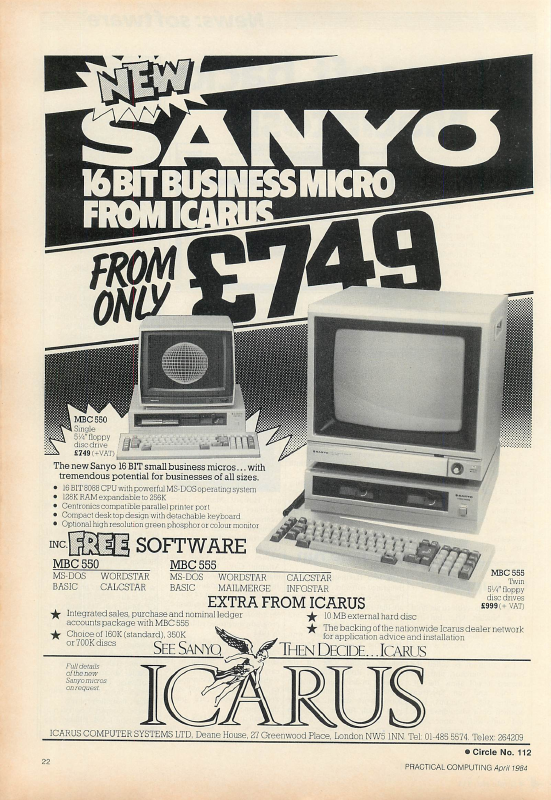 NEW
SANYO
16 BIT BUSINESS MICRO
FROM ICARUS
FROM
ONLY £749
MBC 550
Single
5¼" floppy
disc drive
£749 (+VAT)
The new Sanyo 16 BIT small business micros... with
tremendous potential for businesses of all sizes.
• 16 BIT 8088 CPU with powerful MS-DOS operating system
• 128K RAM expandable to 256K
• Centronics compatible parallel printer port
• Compact desk top design with detachable keyboard
• Optional high resolution green phosphor or colour monitor
INC. FREE SOFTWARE
MBC 550
MS-DOS WORDSTAR
BASIC CALCSTAR
MBC 555
MS-DOS WORDSTAR CALCSTAR
BASIC MAILMERGE INFOSTAR
MBC 555
Twin
5¼" floppy
disc drives
£999 (+ VAT)
EXTRA FROM ICARUS
★ Integrated sales, purchase and nominal ledger
accounts package with MBC 555
★ Choice of 160K (standard), 350K
or 700K discs
★ 10 MB external hard disc
★ The backing of the nationwide Icarus dealer network
for application advice and installation
SEE SANYO, THEN DECIDE... ICARUS
Full details
of the new
Sanyo micros
on request.
ICARUS
ICARUS COMPUTER SYSTEMS LTD, Deane House, 27 Greenwood Place, London NW5 1NN. Tel: 01-485 5574. Telex: 264209
• Circle No. 112
22
PRACTICAL COMPUTING April 1984